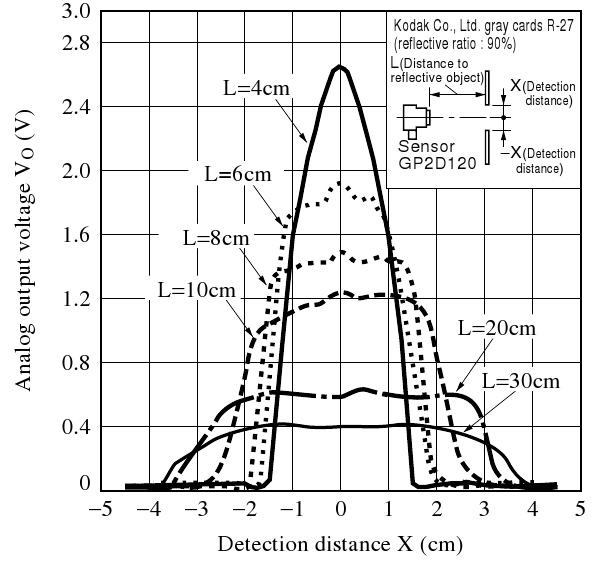 Analog output voltage VO (V)
3.0
2.8
2.4
2.0
1.6
1.2
0.8
0.4
0
Kodak Co., Ltd. gray cards R-27
(reflective ratio : 90%)
L(Distance to
reflective object)
X(Detection
distance)
Sensor
GP2D120
−X(Detection
distance)
L=4cm
L=6cm
L=8cm
L=10cm
L=20cm
L=30cm
−5 −4 −3 −2 −1 0 1 2 3 4 5
Detection distance X (cm)